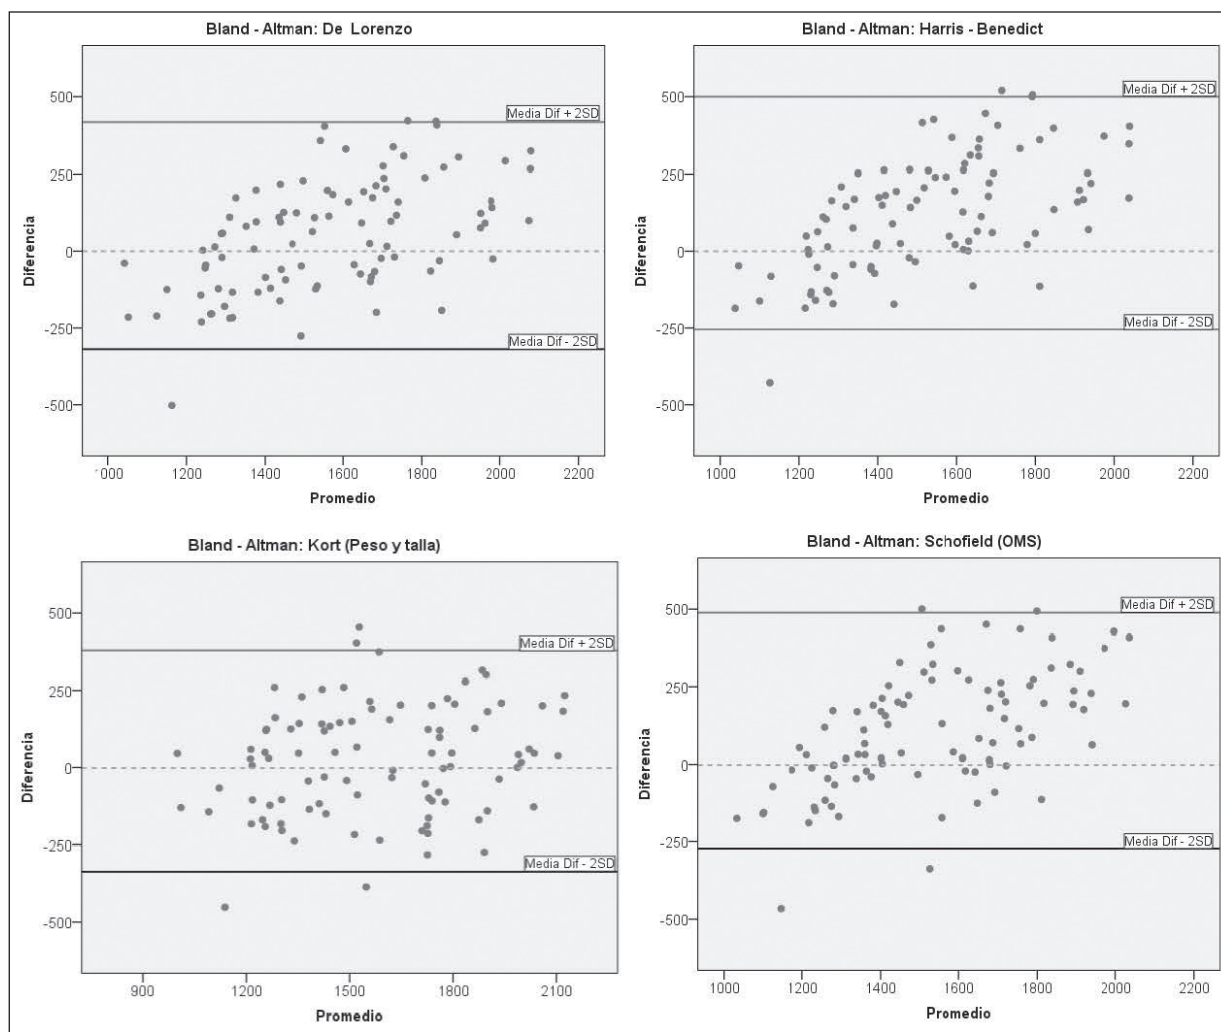 Bland - Altman: De Lorenzo
Diferencia
500
250
0
-250
-500
Media Dif + 2SD
Media Dif - 2SD
1000 1200 1400 1600 1800 2000 2200
Promedio
Bland - Altman: Harris - Benedict
Diferencia
500
250
0
-250
-500
Media Dif + 2SD
Media Dif - 2SD
1000 1200 1400 1600 1800 2000 2200
Promedio
Bland - Altman: Kort (Peso y talla)
Diferencia
500
250
0
-250
-500
Media Dif + 2SD
Media Dif - 2SD
900 1200 1500 1800 2100
Promedio
Bland - Altman: Schofield (OMS)
Diferencia
500
250
0
-250
-500
Media Dif + 2SD
Media Dif - 2SD
1000 1200 1400 1600 1800 2000 2200
Promedio